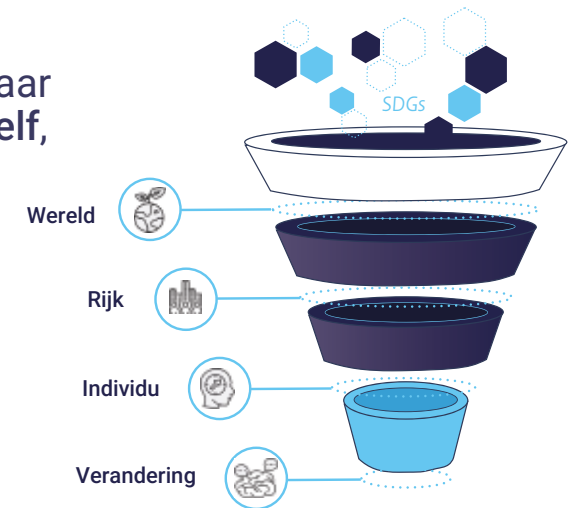 aar
elf,
SDGs
Wereld
Rijk
Individu
Verandering